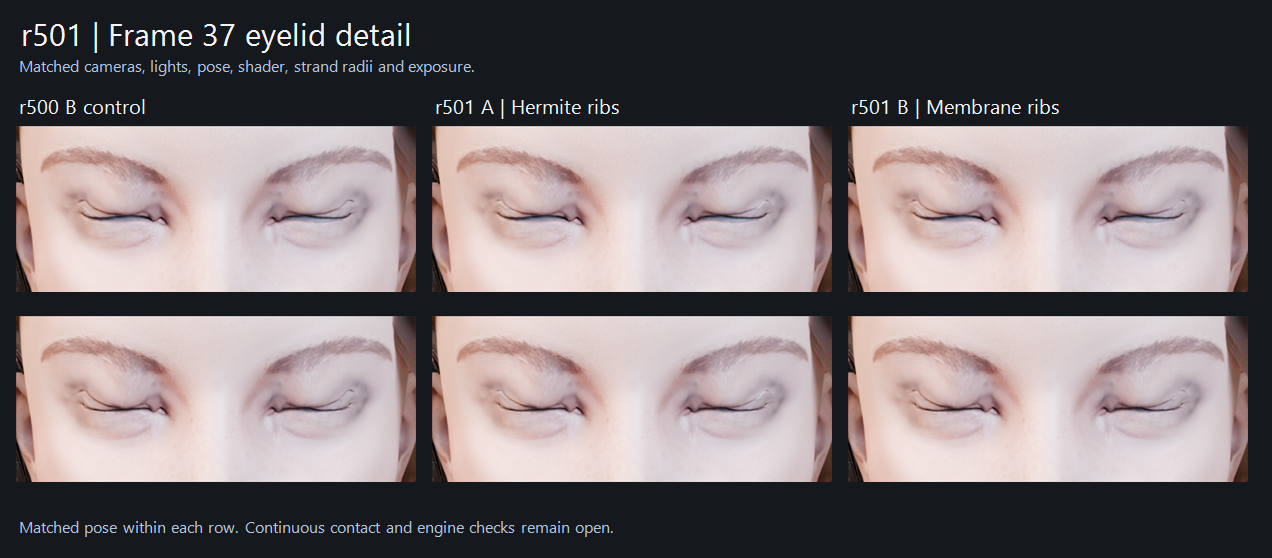 r501 | Frame 37 eyelid detail
Matched cameras, lights, pose, shader, strand radii and exposure.
r500 B control
r501 A | Hermite ribs
r501 B | Membrane ribs
Matched pose within each row. Continuous contact and engine checks remain open.